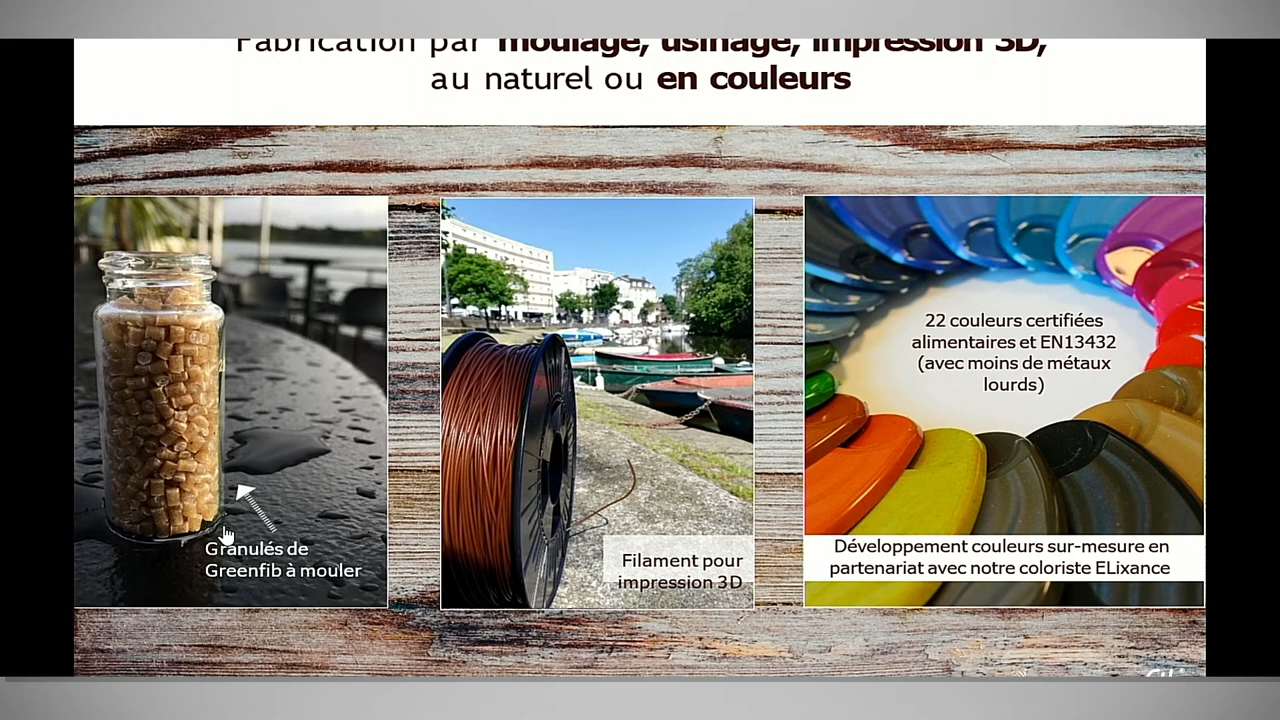 Fabrication par moulage, usinage, impression 3D,
au naturel ou en couleurs
22 couleurs certifiées
alimentaires et EN13432
(avec moins de métaux
lourds)
Granulés de
Greenfib à mouler
Filament pour
impression 3D
Développement couleurs sur-mesure en
partenariat avec notre coloriste ELixance